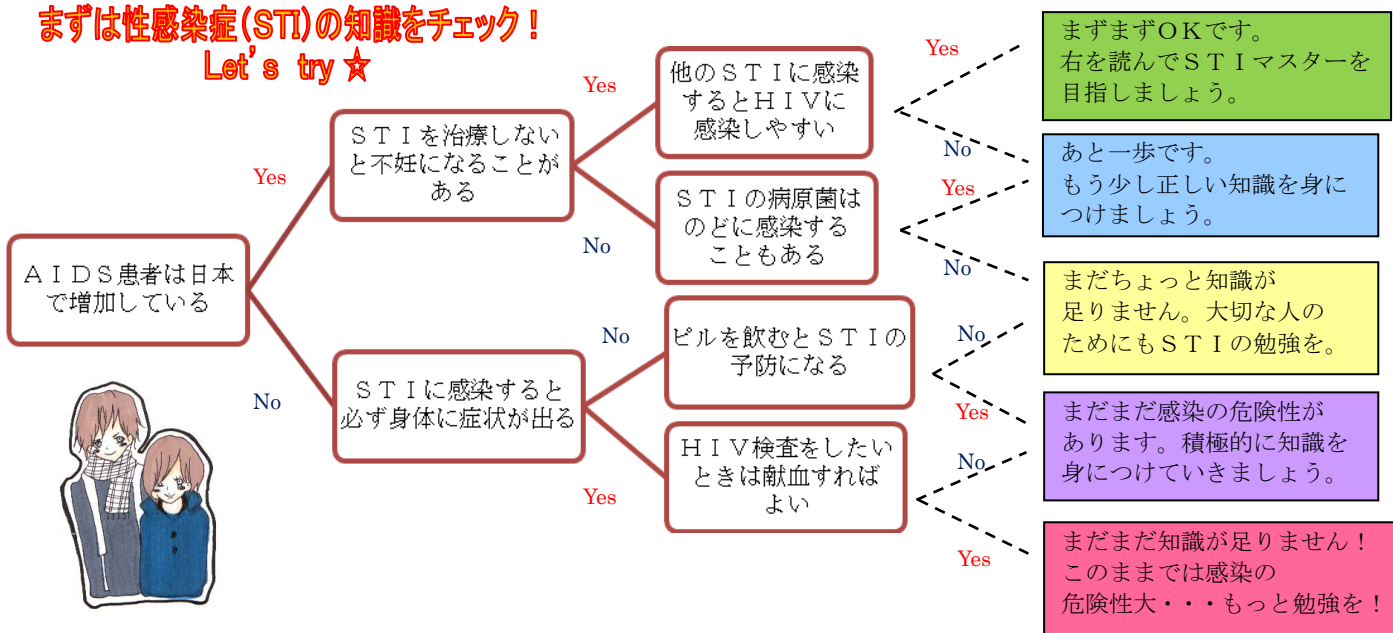 まずは性感染症(STI)の知識をチェック！
Let's try ☆
AIDS患者は日本
で増加している
Yes
No
STIを治療しない
と不妊になることが
ある
Yes
No
STIに感染すると
必ず身体に症状が出る
No
Yes
他のSTIに感染
するとHIVに
感染しやすい
Yes
No
STIの病原菌は
のどに感染する
こともある
Yes
No
ピルを飲むとSTIの
予防になる
No
Yes
HIV検査をしたい
ときは献血すれば
よい
No
Yes
まずまずOKです。
右を読んでSTIマスターを
目指しましょう。
あと一歩です。
もう少し正しい知識を身に
つけましょう。
まだちょっと知識が
足りません。大切な人の
ためにもSTIの勉強を。
まだまだ感染の危険性が
あります。積極的に知識を
身につけていきましょう。
まだまだ知識が足りません！
このままでは感染の
危険性大・・・もっと勉強を！